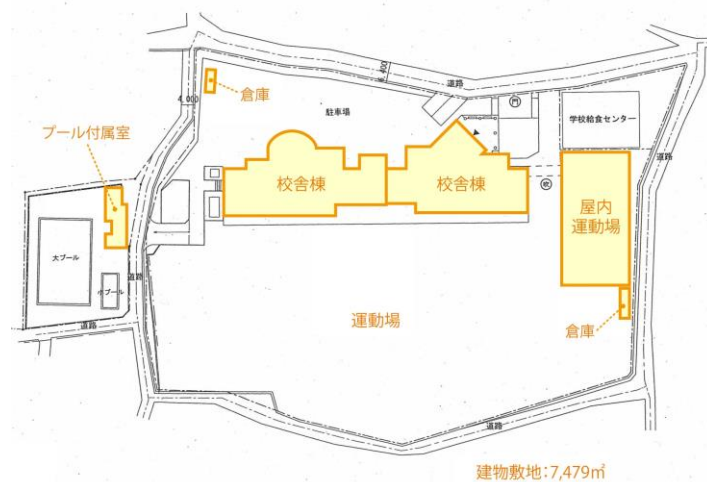 4,400
道路
倉庫
4,000
駐車場
門
学校給食センター
プール付属室
校舎棟
校舎棟
道路
屋内
運動場
大プール
小プール
道路
道路
運動場
倉庫
道路
建物敷地:7,479㎡